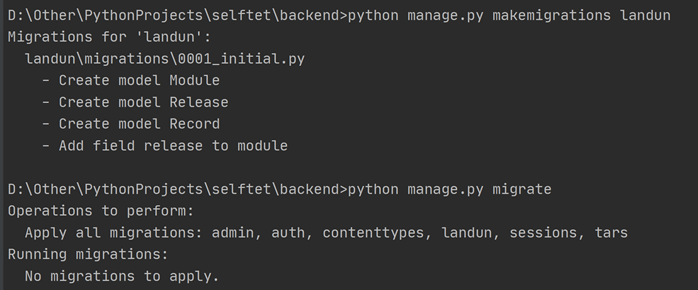 D:\Other\PythonProjects\selftet\backend>python manage.py makemigrations landun
Migrations for 'landun':
  landun\migrations\0001_initial.py
    - Create model Module
    - Create model Release
    - Create model Record
    - Add field release to module

D:\Other\PythonProjects\selftet\backend>python manage.py migrate
Operations to perform:
  Apply all migrations: admin, auth, contenttypes, landun, sessions, tars
Running migrations:
  No migrations to apply.